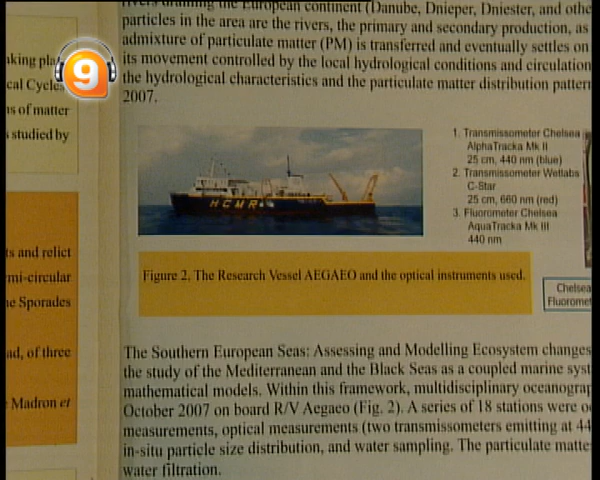 rivers draining the European continent (Danube, Dnieper, Dniester, and othe
particles in the area are the rivers, the primary and secondary production, as
admixture of particulate matter (PM) is transferred and eventually settles on
its movement controlled by the local hydrological conditions and circulation
the hydrological characteristics and the particulate matter distribution pattern
2007.
9
aking pla
cal Cycles
ns of matter
s studied by
HCMR
1. Transmissometer Chelsea
AlphaTracka Mk II
25 cm, 440 nm (blue)
2. Transmissometer Wetlabs
C-Star
25 cm, 660 nm (red)
3. Fluorometer Chelsea
AquaTracka Mk III
440 nm
Figure 2. The Research Vessel AEGAEO and the optical instruments used.
Chelsea
Fluoromet
ts and relict
emi-circular
he Sporades
ad, of three
Madron et
The Southern European Seas: Assessing and Modelling Ecosystem changes
the study of the Mediterranean and the Black Seas as a coupled marine syst
mathematical models. Within this framework, multidisciplinary oceanograp
October 2007 on board R/V Aegaeo (Fig. 2). A series of 18 stations were o
measurements, optical measurements (two transmissometers emitting at 44
in-situ particle size distribution, and water sampling. The particulate matte
water filtration.